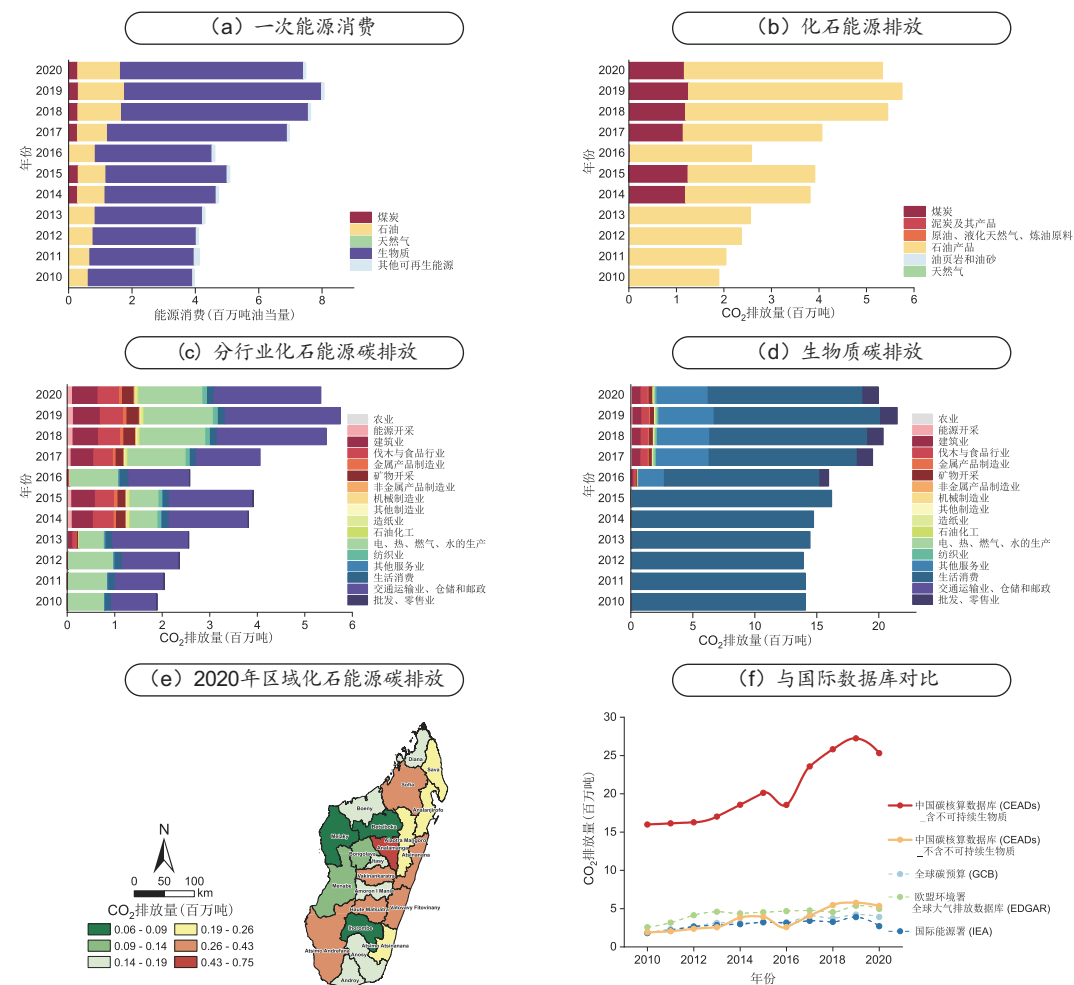 （a）一次能源消费
2020
2019
2018
2017
2016
2015
2014
2013
2012
2011
2010
年份
0 2 4 6 8
能源消费(百万吨油当量)
煤炭
石油
天然气
生物质
其他可再生能源
（b）化石能源排放
2020
2019
2018
2017
2016
2015
2014
2013
2012
2011
2010
年份
0 1 2 3 4 5 6
CO₂排放量(百万吨)
煤炭
泥炭及其产品
原油、液化天然气、炼油原料
石油产品
油页岩和油砂
天然气
（c）分行业化石能源碳排放
2020
2019
2018
2017
2016
2015
2014
2013
2012
2011
2010
年份
0 1 2 3 4 5 6
CO₂排放量(百万吨)
农业
能源开采
建筑业
伐木与食品行业
金属产品制造业
矿物开采
非金属产品制造业
机械制造业
其他制造业
造纸业
石油化工
电、热、燃气、水的生产
纺织业
其他服务业
生活消费
交通运输业、仓储和邮政
批发、零售业
（d）生物质碳排放
2020
2019
2018
2017
2016
2015
2014
2013
2012
2011
2010
年份
0 5 10 15 20
CO₂排放量(百万吨)
农业
能源开采
建筑业
伐木与食品行业
金属产品制造业
矿物开采
非金属产品制造业
机械制造业
其他制造业
造纸业
石油化工
电、热、燃气、水的生产
纺织业
其他服务业
生活消费
交通运输业、仓储和邮政
批发、零售业
（e）2020年区域化石能源碳排放
Diana
Sava
Sofia
Analanjirofo
Boeny
Betsiboka
Melaky
Alaotra Mangoro
Analamanga
Atsinanana
Bongolava
Itasy
Vakinankaratra
Menabe
Amoron I Mania
Haute Matsiatra
Vatovavy Fitovinany
Ihorombe
Atsimo Atsinanana
Atsimo Andrefana
Anosy
Androy
N
0 50 100
km
CO₂排放量(百万吨)
0.06 - 0.09
0.19 - 0.26
0.09 - 0.14
0.26 - 0.43
0.14 - 0.19
0.43 - 0.75
（f）与国际数据库对比
30
25
20
15
10
5
0
CO₂排放量(百万吨)
2010 2012 2014 2016 2018 2020
年份
中国碳核算数据库 (CEADs)
_含不可持续生物质
中国碳核算数据库 (CEADs)
_不含不可持续生物质
全球碳预算 (GCB)
欧盟环境署
全球大气排放数据库 (EDGAR)
国际能源署 (IEA)